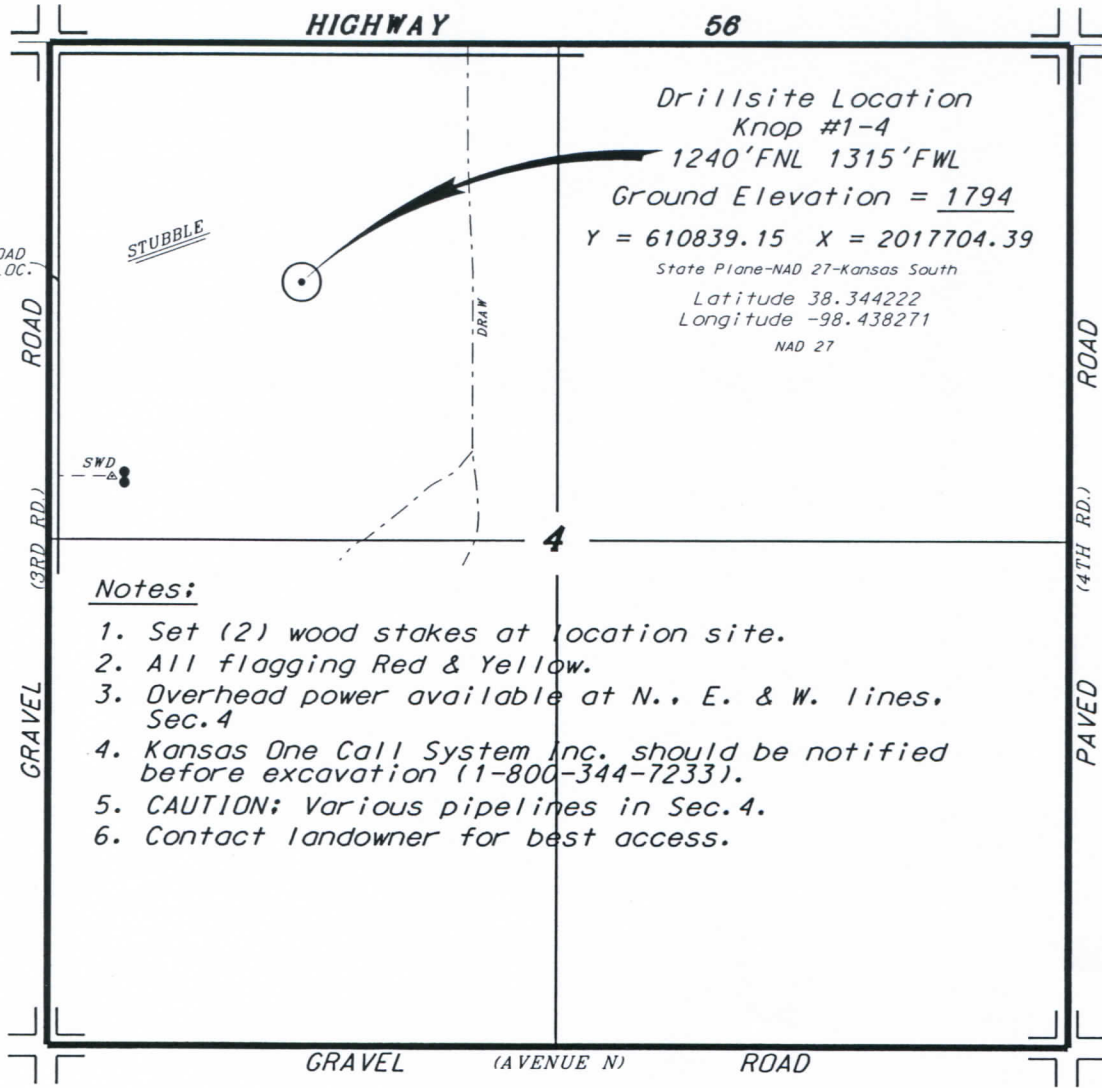 HIGHWAY 56
Drillsite Location
Knop #1-4
1240'FNL 1315'FWL
Ground Elevation = 1794
Y = 610839.15 X = 2017704.39
State Plane-NAD 27-Kansas South
Latitude 38.344222
Longitude -98.438271
NAD 27
STUBBLE
DRAW
SWD
4
GRAVEL (3RD RD.) ROAD
PAVED (4TH RD.) ROAD
Notes:
1. Set (2) wood stakes at location site.
2. All flagging Red & Yellow.
3. Overhead power available at N., E. & W. lines,
Sec.4
4. Kansas One Call System Inc. should be notified
before excavation (1-800-344-7233).
5. CAUTION: Various pipelines in Sec.4.
6. Contact landowner for best access.
GRAVEL (AVENUE N) ROAD